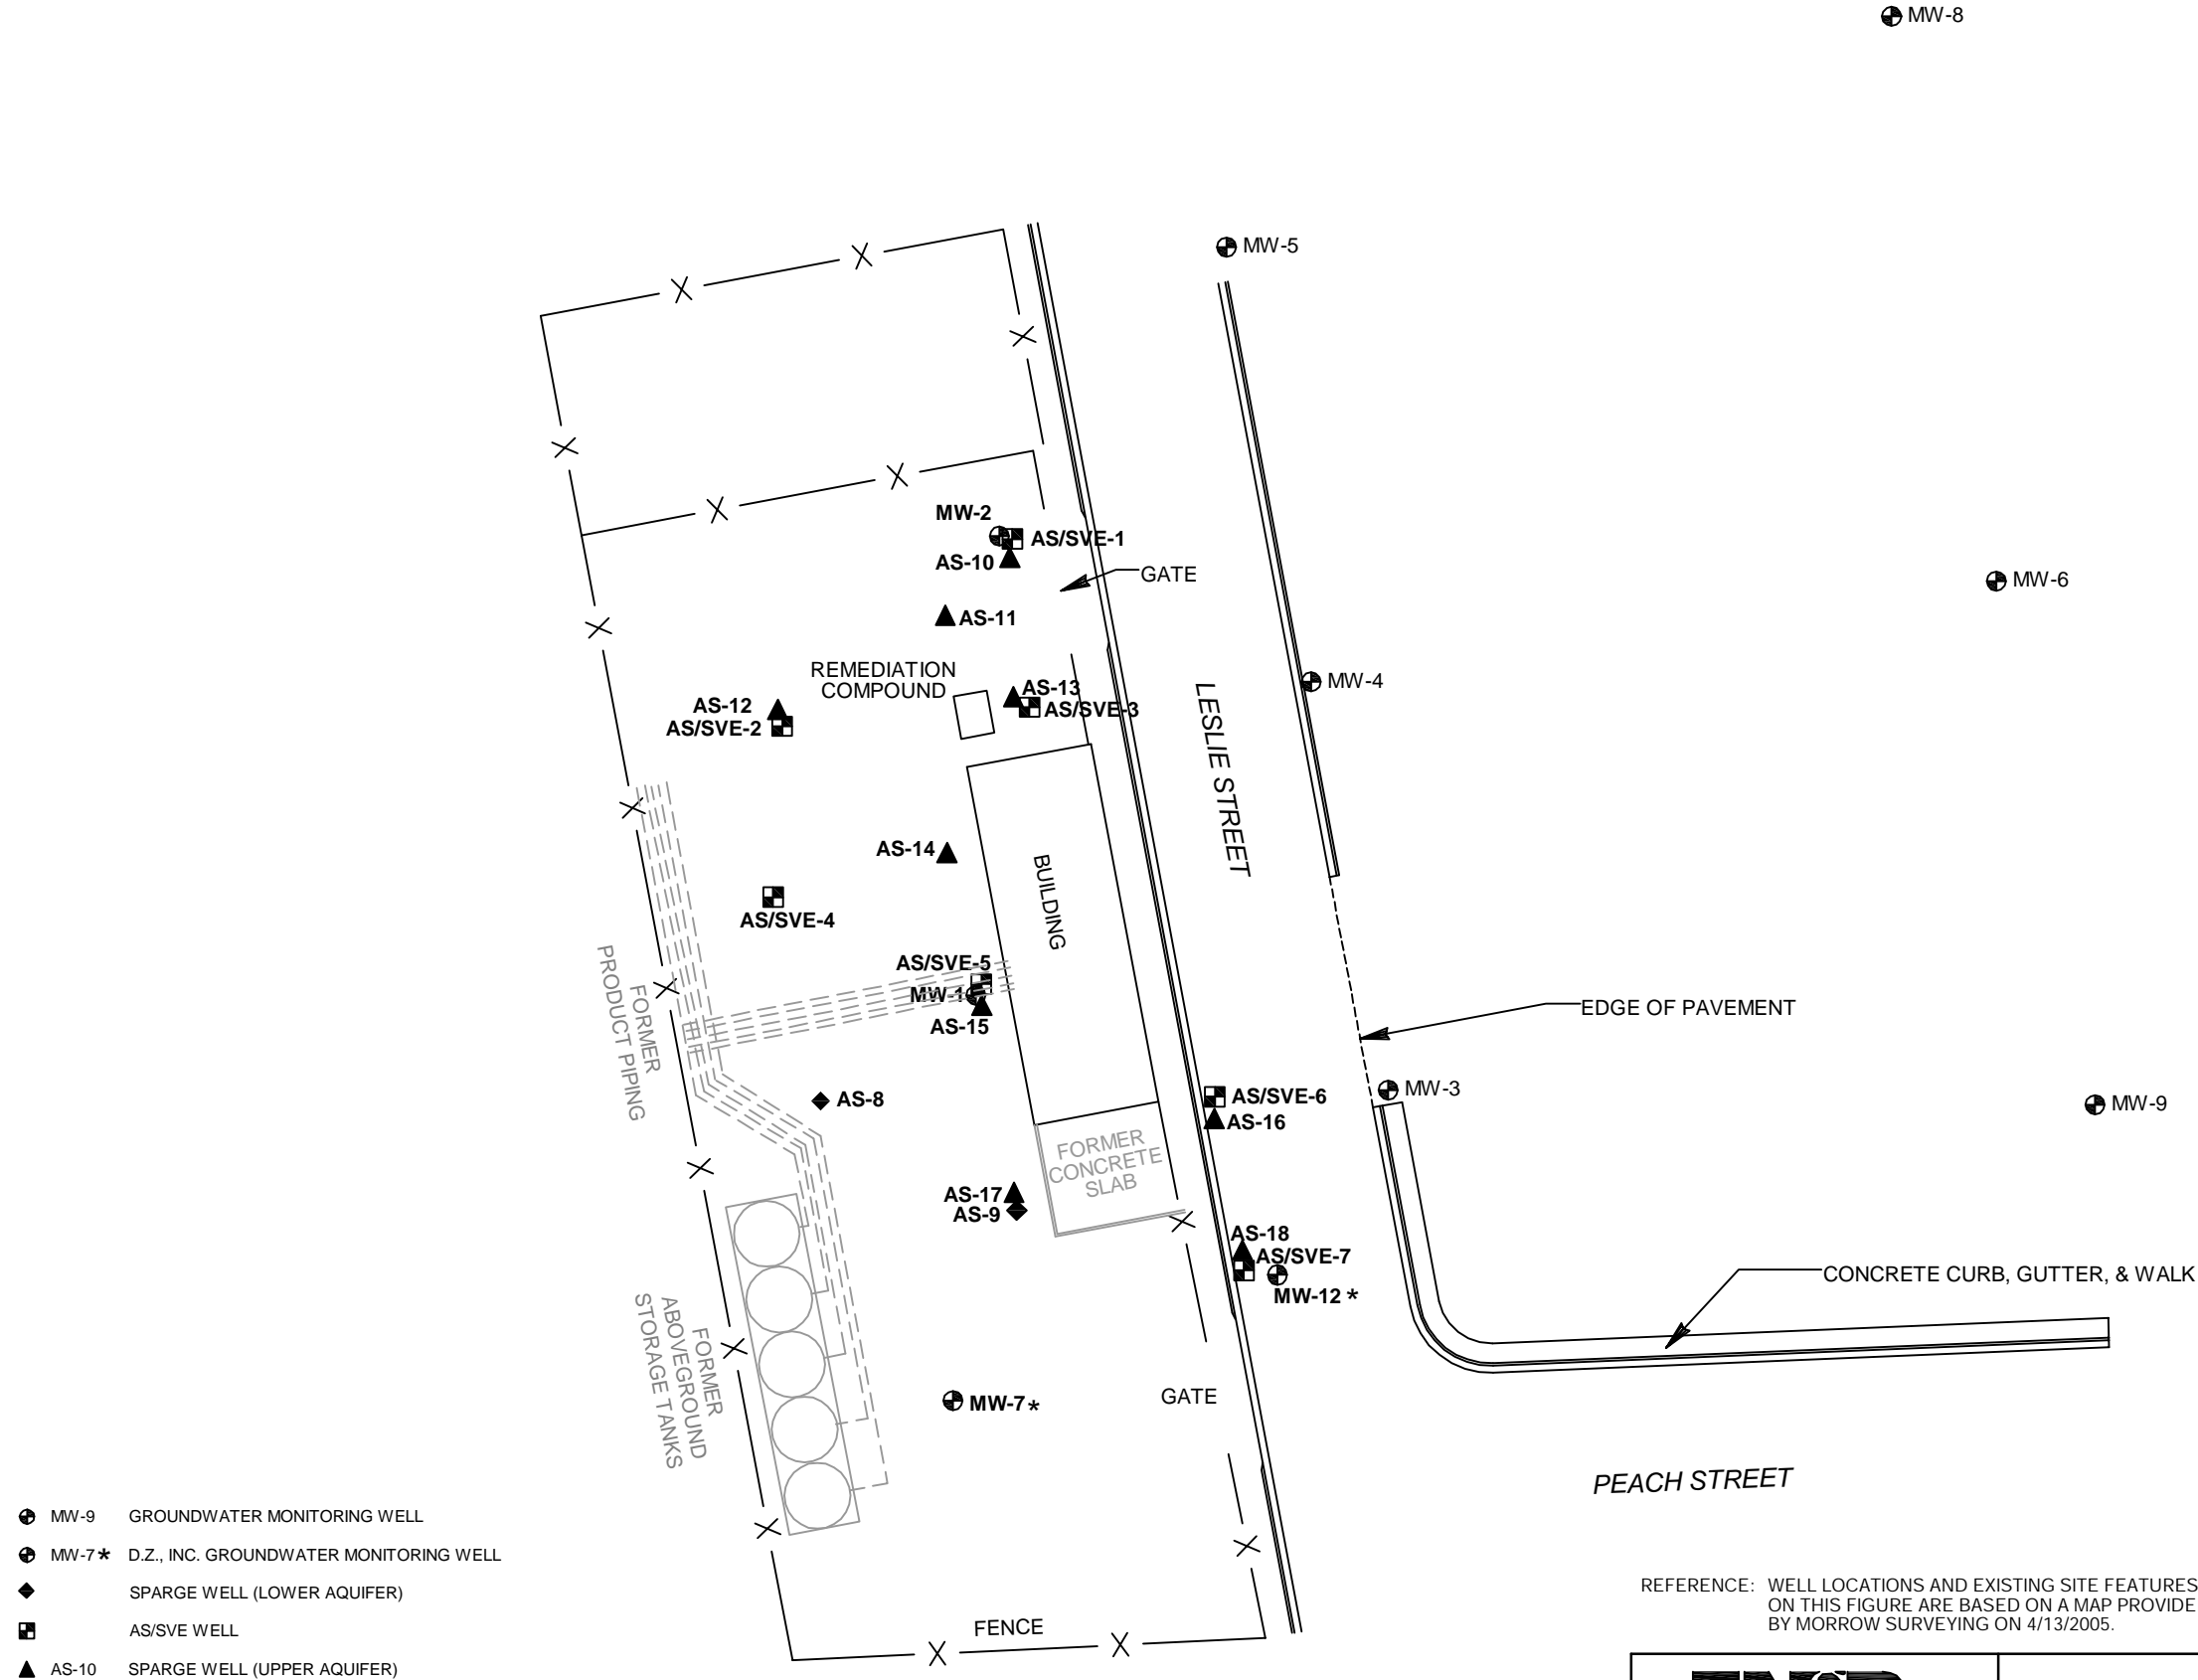 MW-8
MW-5
MW-2
AS/SVE-1
AS-10
GATE
MW-6
AS-11
REMEDIATION
COMPOUND
MW-4
AS-13
AS/SVE-3
AS-12
AS/SVE-2
LESLIE STREET
AS-14
BUILDING
AS/SVE-4
AS/SVE-5
MW-1
AS-15
FORMER
PRODUCT PIPING
EDGE OF PAVEMENT
AS-8
AS/SVE-6
AS-16
MW-3
MW-9
FORMER
CONCRETE
SLAB
AS-17
AS-9
AS-18
AS/SVE-7
MW-12 *
CONCRETE CURB, GUTTER, & WALK
FORMER
ABOVEGROUND
STORAGE TANKS
MW-7 *
GATE
PEACH STREET
MW-9 GROUNDWATER MONITORING WELL
MW-7 * D.Z., INC. GROUNDWATER MONITORING WELL
SPARGE WELL (LOWER AQUIFER)
AS/SVE WELL
AS-10 SPARGE WELL (UPPER AQUIFER)
FENCE
REFERENCE: WELL LOCATIONS AND EXISTING SITE FEATURES
ON THIS FIGURE ARE BASED ON A MAP PROVIDE
BY MORROW SURVEYING ON 4/13/2005.